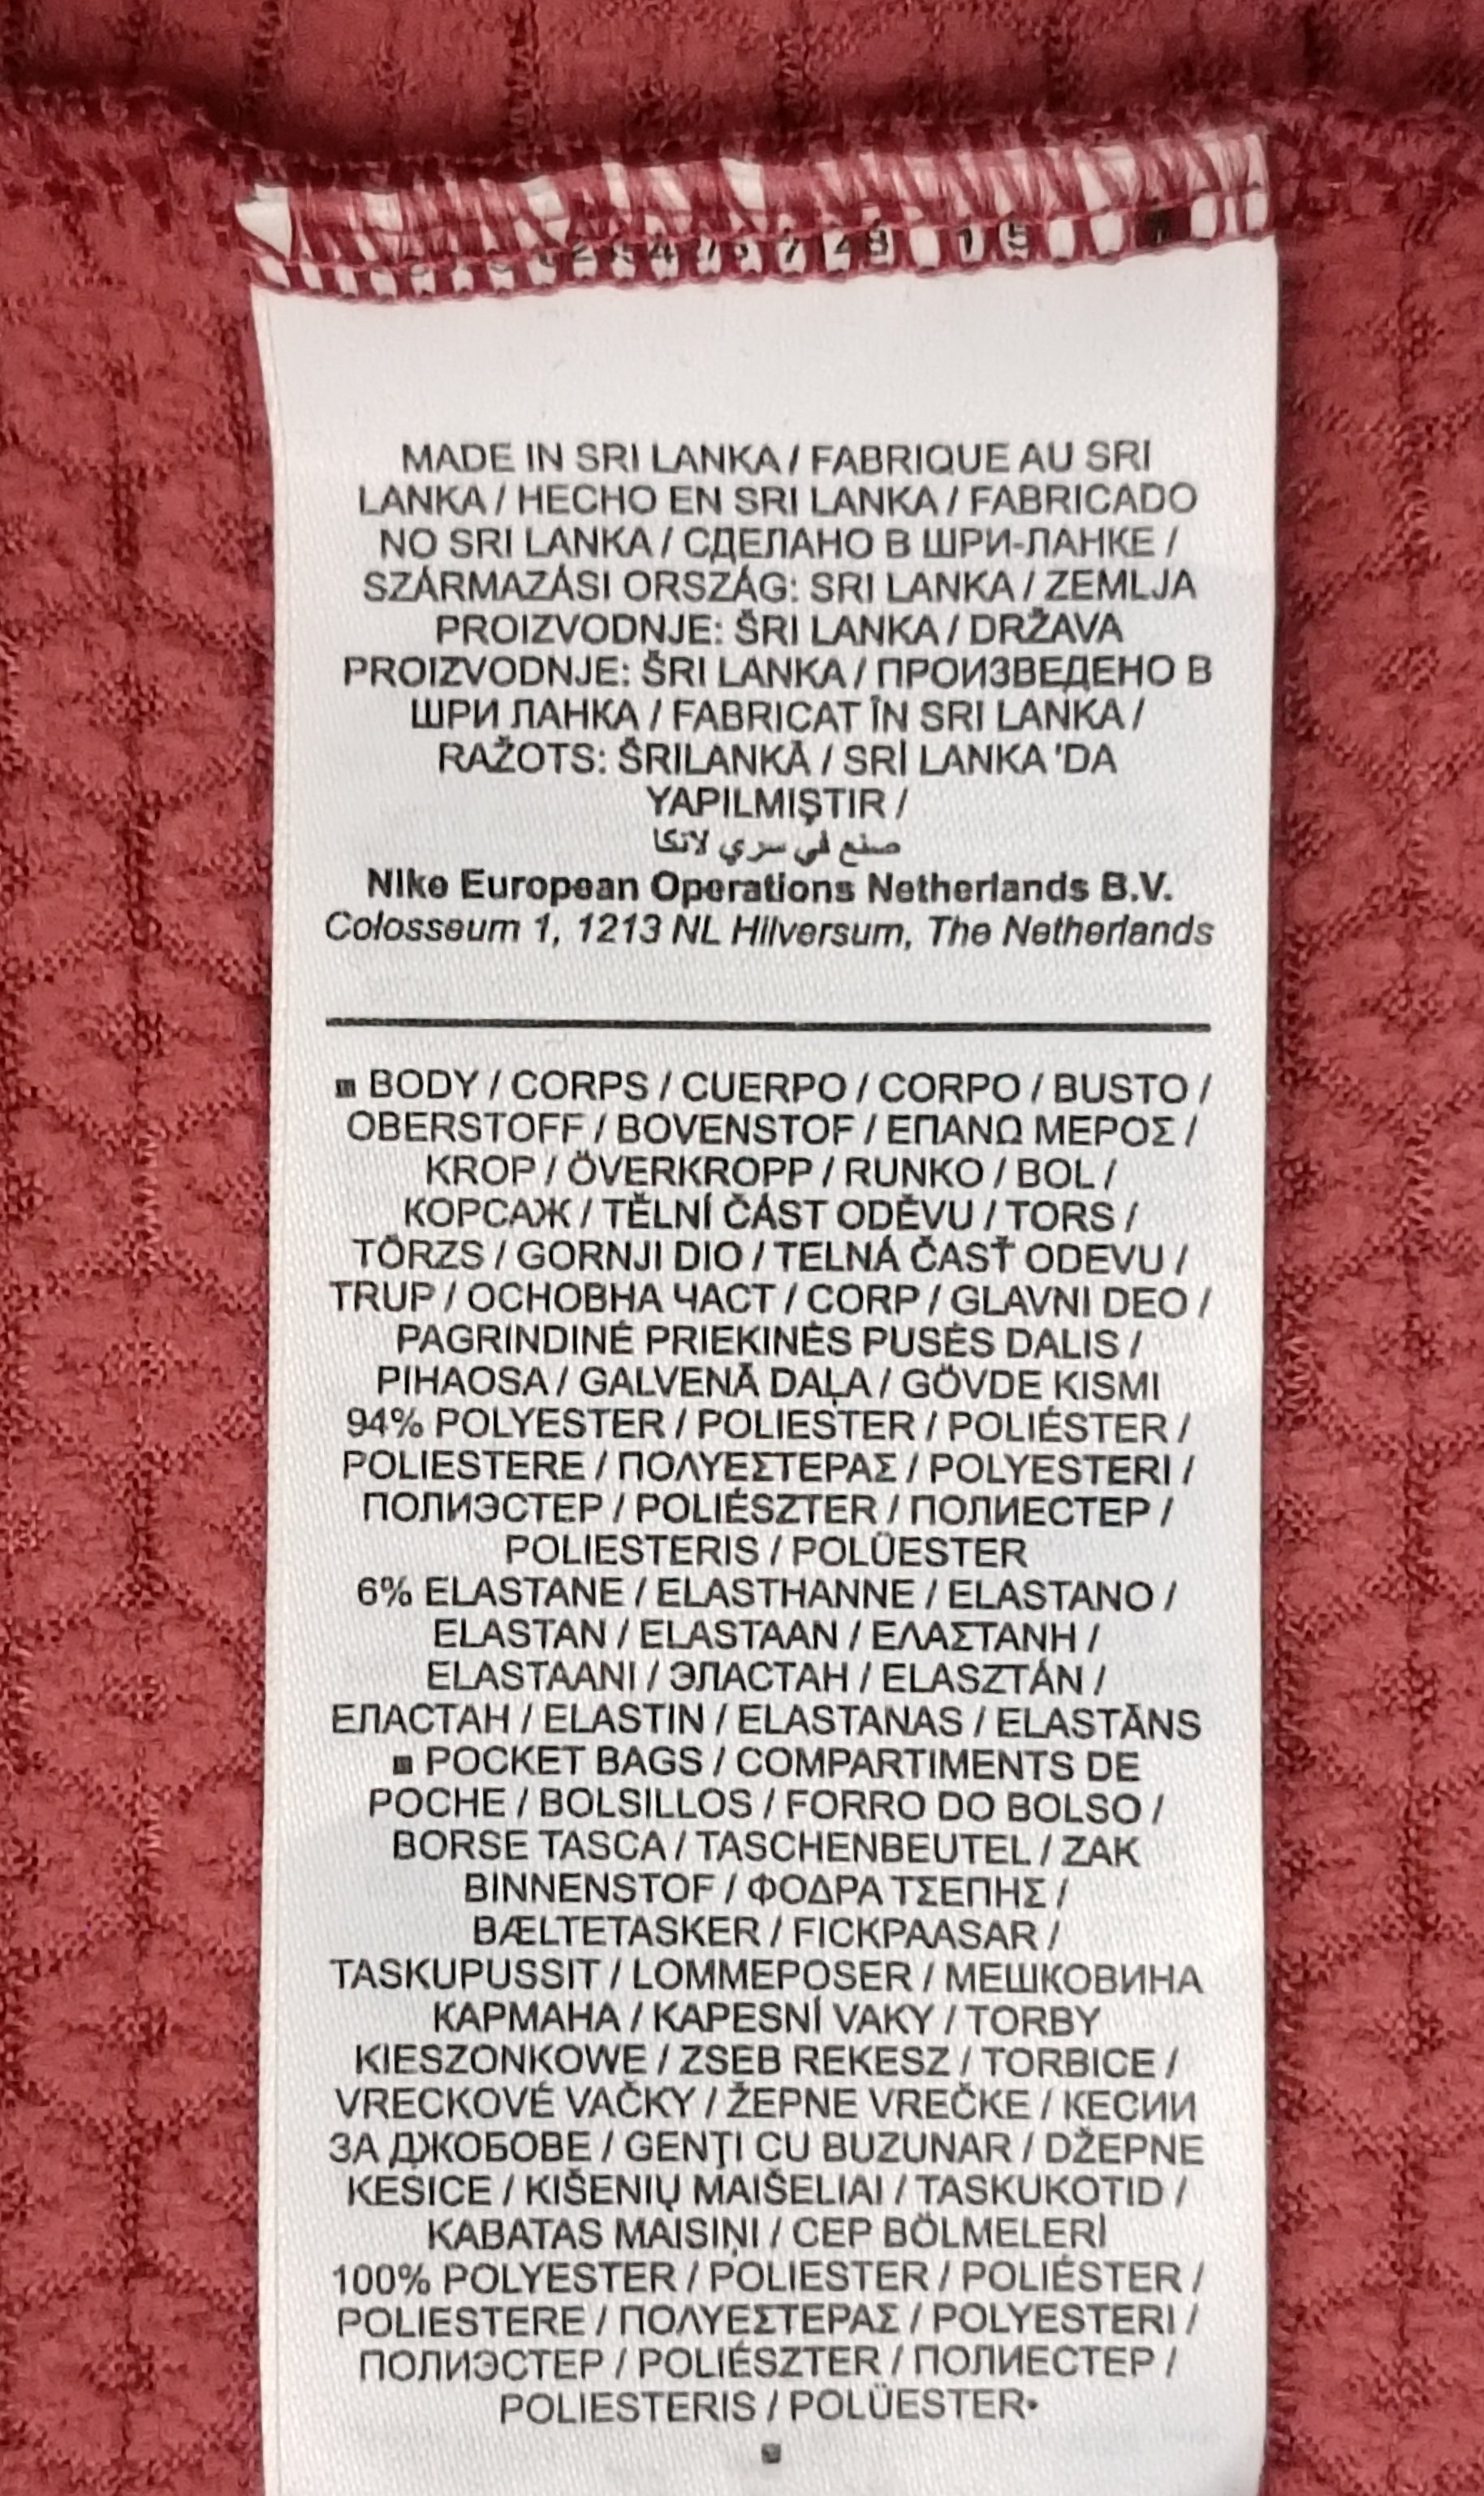 MADE IN SRI LANKA / FABRIQUE AU SRI
LANKA / HECHO EN SRI LANKA / FABRICADO
NO SRI LANKA / СДЕЛАНО В ШРИ-ЛАНКЕ /
SZÁRMAZÁSI ORSZÁG: SRI LANKA / ZEMLJA
PROIZVODNJE: ŠRI LANKA / DRŽAVA
PROIZVODNJE: ŠRI LANKA / ПРОИЗВЕДЕНО В
ШРИ ЛАНКА / FABRICAT ÎN SRI LANKA /
RAŽOTS: ŠRILANKĀ / SRİ LANKA 'DA
YAPILMIŞTIR /
صنع في سري لانكا
Nike European Operations Netherlands B.V.
Colosseum 1, 1213 NL Hilversum, The Netherlands
■ BODY / CORPS / CUERPO / CORPO / BUSTO /
OBERSTOFF / BOVENSTOF / ΕΠΑΝΩ ΜΕΡΟΣ /
KROP / ÖVERKROPP / RUNKO / BOL /
КОРСАЖ / TĚLNÍ ČÁST ODĚVU / TORS /
TÖRZS / GORNJI DIO / TELNÁ ČASŤ ODEVU /
TRUP / ОСНОВНА ЧАСТ / CORP / GLAVNI DEO /
PAGRINDINĖ PRIEKINĖS PUSĖS DALIS /
PIHAOSA / GALVENĀ DAĻA / GÖVDE KISMI
94% POLYESTER / POLIESTER / POLIÉSTER /
POLIESTERE / ΠΟΛΥΕΣΤΕΡΑΣ / POLYESTERI /
ПОЛИЭСТЕР / POLIÉSZTER / ПОЛИЕСТЕР /
POLIESTERIS / POLÜESTER
6% ELASTANE / ELASTHANNE / ELASTANO /
ELASTAN / ELASTAAN / ΕΛΑΣΤΑΝΗ /
ELASTAANI / ЭЛАСТАН / ELASZTÁN /
ЕЛАСТАН / ELASTIN / ELASTANAS / ELASTĀNS
■ POCKET BAGS / COMPARTIMENTS DE
POCHE / BOLSILLOS / FORRO DO BOLSO /
BORSE TASCA / TASCHENBEUTEL / ZAK
BINNENSTOF / ΦΟΔΡΑ ΤΣΕΠΗΣ /
BÆLTETASKER / FICKPAASAR /
TASKUPUSSIT / LOMMEPOSER / МЕШКОВИНА
КАРМАНА / KAPESNÍ VAKY / TORBY
KIESZONKOWE / ZSEB REKESZ / TORBICE /
VRECKOVÉ VAČKY / ŽEPNE VREČKE / КЕСИИ
ЗА ДЖОБОВЕ / GENŢI CU BUZUNAR / DŽEPNE
KESICE / KIŠENIŲ MAIŠELIAI / TASKUKOTID /
KABATAS MAISIŅI / CEP BÖLMELERİ
100% POLYESTER / POLIESTER / POLIÉSTER /
POLIESTERE / ΠΟΛΥΕΣΤΕΡΑΣ / POLYESTERI /
ПОЛИЭСТЕР / POLIÉSZTER / ПОЛИЕСТЕР /
POLIESTERIS / POLÜESTER•